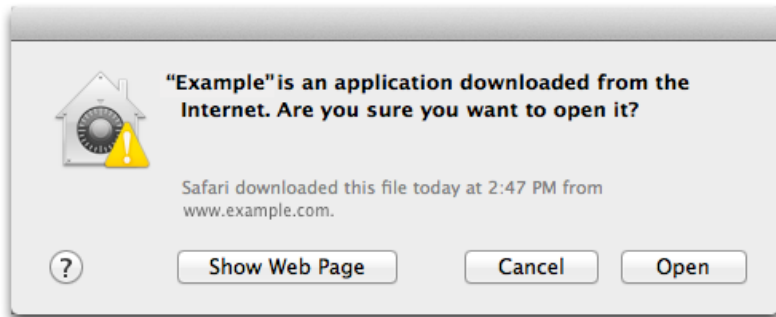 “Example” is an application downloaded from the
Internet. Are you sure you want to open it?
Safari downloaded this file today at 2:47 PM from
www.example.com.
?
Show Web Page
Cancel
Open